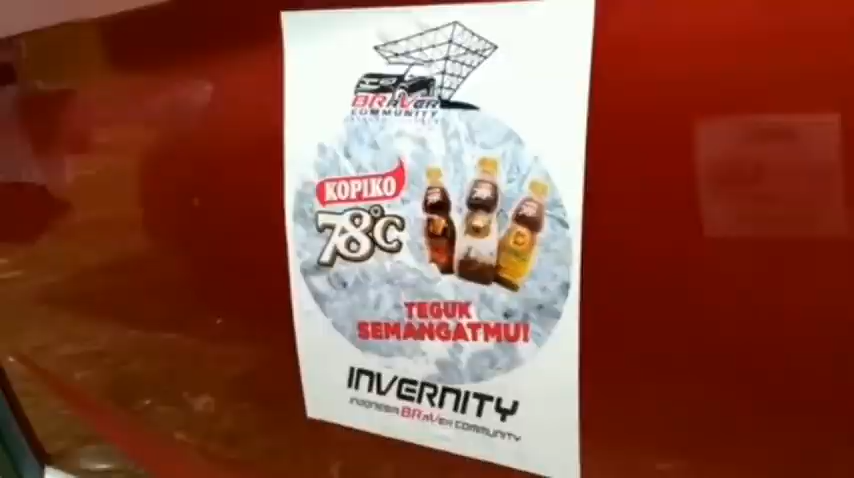 BRAVER
COMMUNITY
KOPIKO
78°C
TEGUK
SEMANGATMU!
INVERNITY
INDONESIA BRAVER COMMUNITY